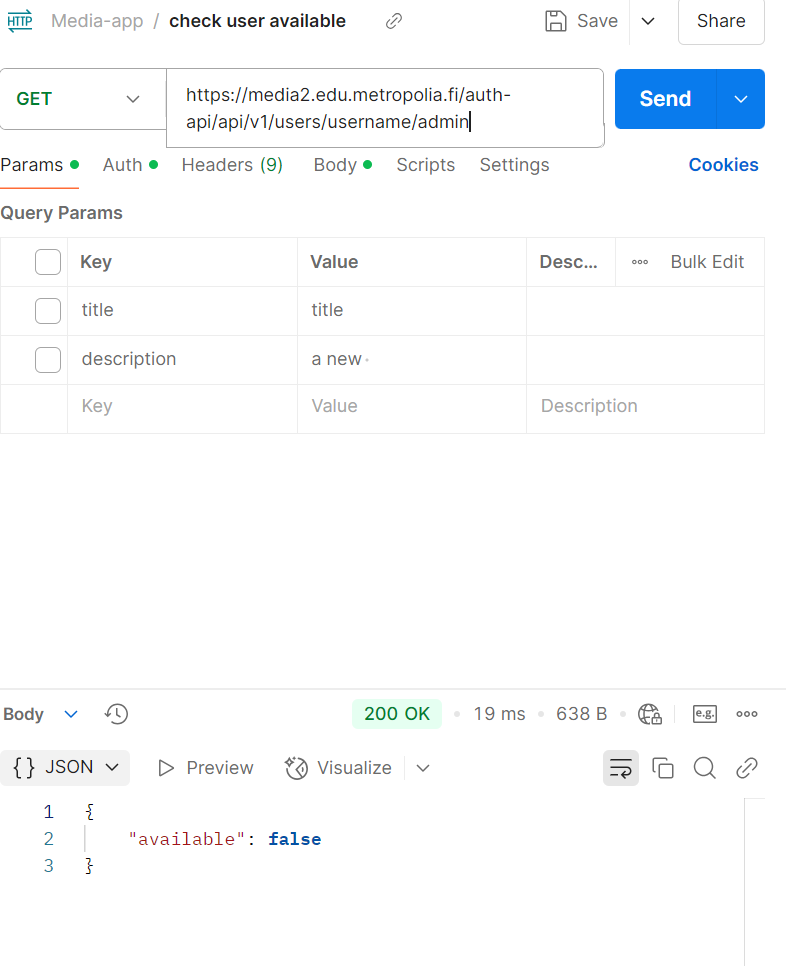 HTTP Media-app / check user available Save Share
GET https://media2.edu.metropolia.fi/auth-
api/api/v1/users/username/admin Send
Params Auth Headers (9) Body Scripts Settings Cookies
Query Params
Key Value Desc... Bulk Edit
title title
description a new
Key Value Description
Body 200 OK 19 ms 638 B e.g.
{} JSON Preview Visualize
1 {
2 "available": false
3 }